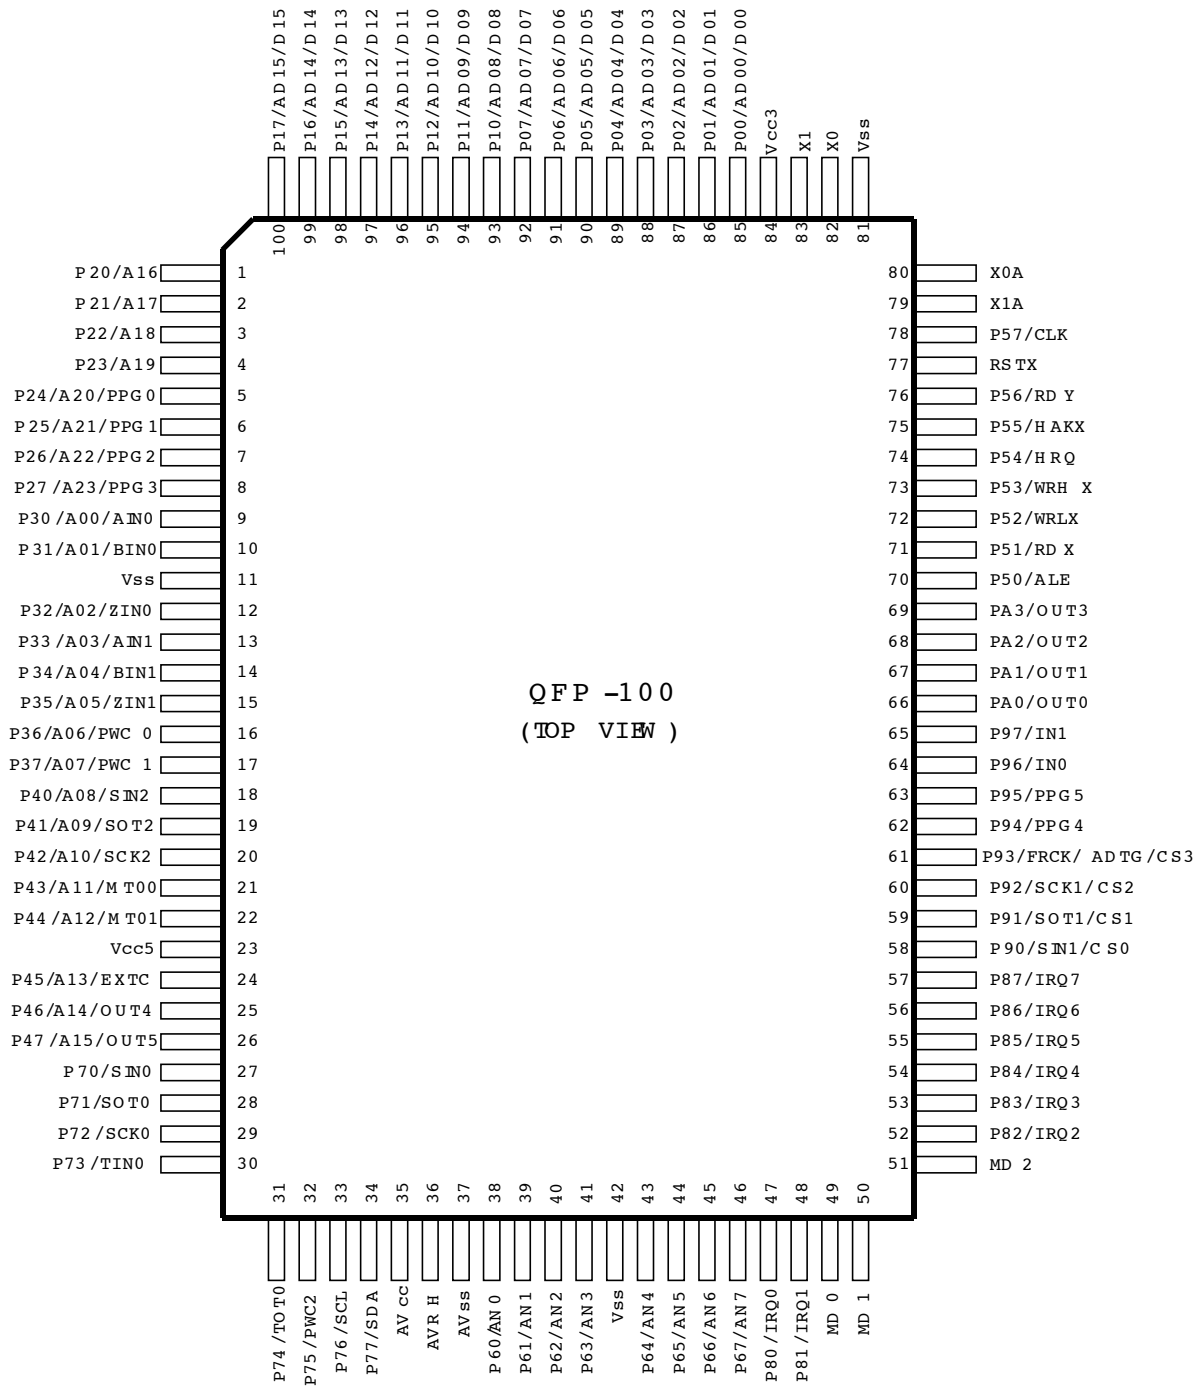 P17/AD15/D15
P16/AD14/D14
P15/AD13/D13
P14/AD12/D12
P13/AD11/D11
P12/AD10/D10
P11/AD09/D09
P10/AD08/D08
P07/AD07/D07
P06/AD06/D06
P05/AD05/D05
P04/AD04/D04
P03/AD03/D03
P02/AD02/D02
P01/AD01/D01
P00/AD00/D00
Vcc3
X1
X0
Vss
100
99
98
97
96
95
94
93
92
91
90
89
88
87
86
85
84
83
82
81
P20/A16 1
P21/A17 2
P22/A18 3
P23/A19 4
P24/A20/PPG0 5
P25/A21/PPG1 6
P26/A22/PPG2 7
P27/A23/PPG3 8
P30/A00/AIN0 9
P31/A01/BIN0 10
Vss 11
P32/A02/ZIN0 12
P33/A03/AIN1 13
P34/A04/BIN1 14
P35/A05/ZIN1 15
P36/A06/PWC 0 16
P37/A07/PWC 1 17
P40/A08/SIN2 18
P41/A09/SOT2 19
P42/A10/SCK2 20
P43/A11/MT00 21
P44/A12/MT01 22
Vcc5 23
P45/A13/EXTC 24
P46/A14/OUT4 25
P47/A15/OUT5 26
P70/SIN0 27
P71/SOT0 28
P72/SCK0 29
P73/TIN0 30
QFP-100
(TOP VIEW)
80 X0A
79 X1A
78 P57/CLK
77 RSTX
76 P56/RDY
75 P55/HAKX
74 P54/HRQ
73 P53/WRHX
72 P52/WRLX
71 P51/RDX
70 P50/ALE
69 PA3/OUT3
68 PA2/OUT2
67 PA1/OUT1
66 PA0/OUT0
65 P97/IN1
64 P96/IN0
63 P95/PPG5
62 P94/PPG4
61 P93/FRCK/ADTG/CS3
60 P92/SCK1/CS2
59 P91/SOT1/CS1
58 P90/SIN1/CS0
57 P87/IRQ7
56 P86/IRQ6
55 P85/IRQ5
54 P84/IRQ4
53 P83/IRQ3
52 P82/IRQ2
51 MD2
31
32
33
34
35
36
37
38
39
40
41
42
43
44
45
46
47
48
49
50
P74/TOT0
P75/PWC2
P76/SCL
P77/SDA
AVcc
AVRH
AVss
P60/AN0
P61/AN1
P62/AN2
P63/AN3
Vss
P64/AN4
P65/AN5
P66/AN6
P67/AN7
P80/IRQ0
P81/IRQ1
MD0
MD1